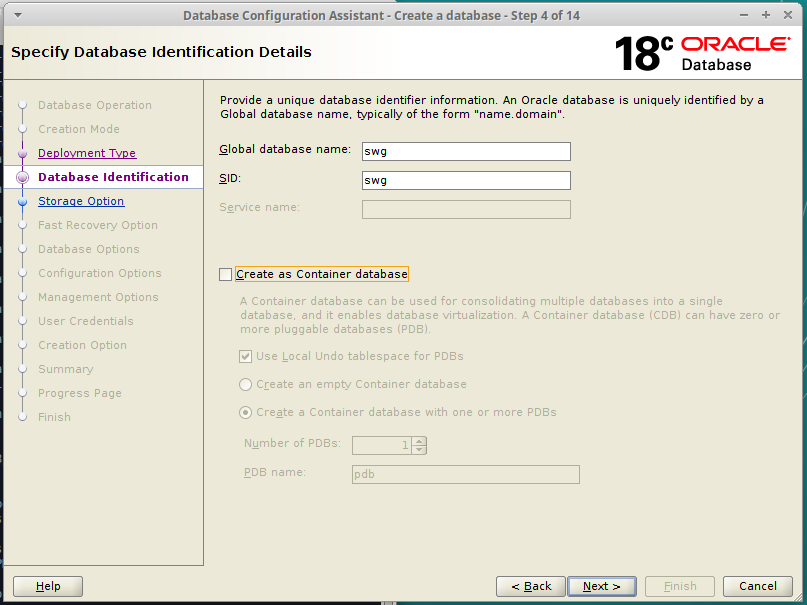 Database Configuration Assistant - Create a database - Step 4 of 14
Specify Database Identification Details
18c ORACLE
Database
Database Operation
Creation Mode
Deployment Type
Database Identification
Storage Option
Fast Recovery Option
Database Options
Configuration Options
Management Options
User Credentials
Creation Option
Summary
Progress Page
Finish
Provide a unique database identifier information. An Oracle database is uniquely identified by a
Global database name, typically of the form "name.domain".
Global database name: swg
SID: swg
Service name:
Create as Container database
A Container database can be used for consolidating multiple databases into a single
database, and it enables database virtualization. A Container database (CDB) can have zero or
more pluggable databases (PDB).
Use Local Undo tablespace for PDBs
Create an empty Container database
Create a Container database with one or more PDBs
Number of PDBs: 1
PDB name: pdb
Help
< Back
Next >
Finish
Cancel